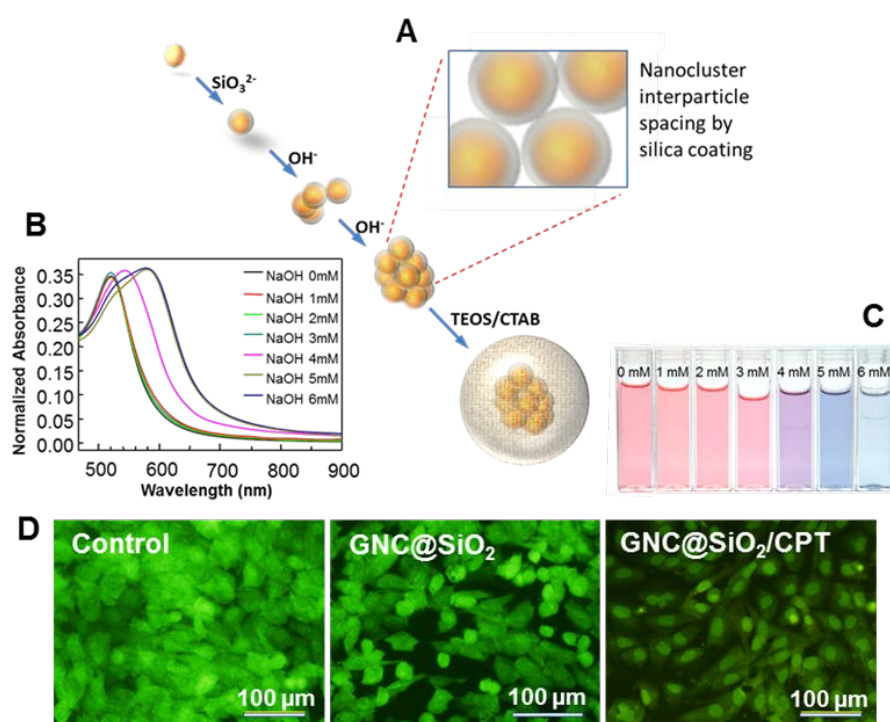 A
SiO₃²⁻
OH⁻
OH⁻
TEOS/CTAB
Nanocluster
interparticle
spacing by
silica coating
B
Normalized Absorbance
0.35
0.30
0.25
0.20
0.15
0.10
0.05
0.00
500
600
700
800
900
Wavelength (nm)
NaOH 0mM
NaOH 1mM
NaOH 2mM
NaOH 3mM
NaOH 4mM
NaOH 5mM
NaOH 6mM
C
0 mM 1 mM 2 mM 3 mM 4 mM 5 mM 6 mM
D
Control
100 µm
GNC@SiO₂
100 µm
GNC@SiO₂/CPT
100 µm